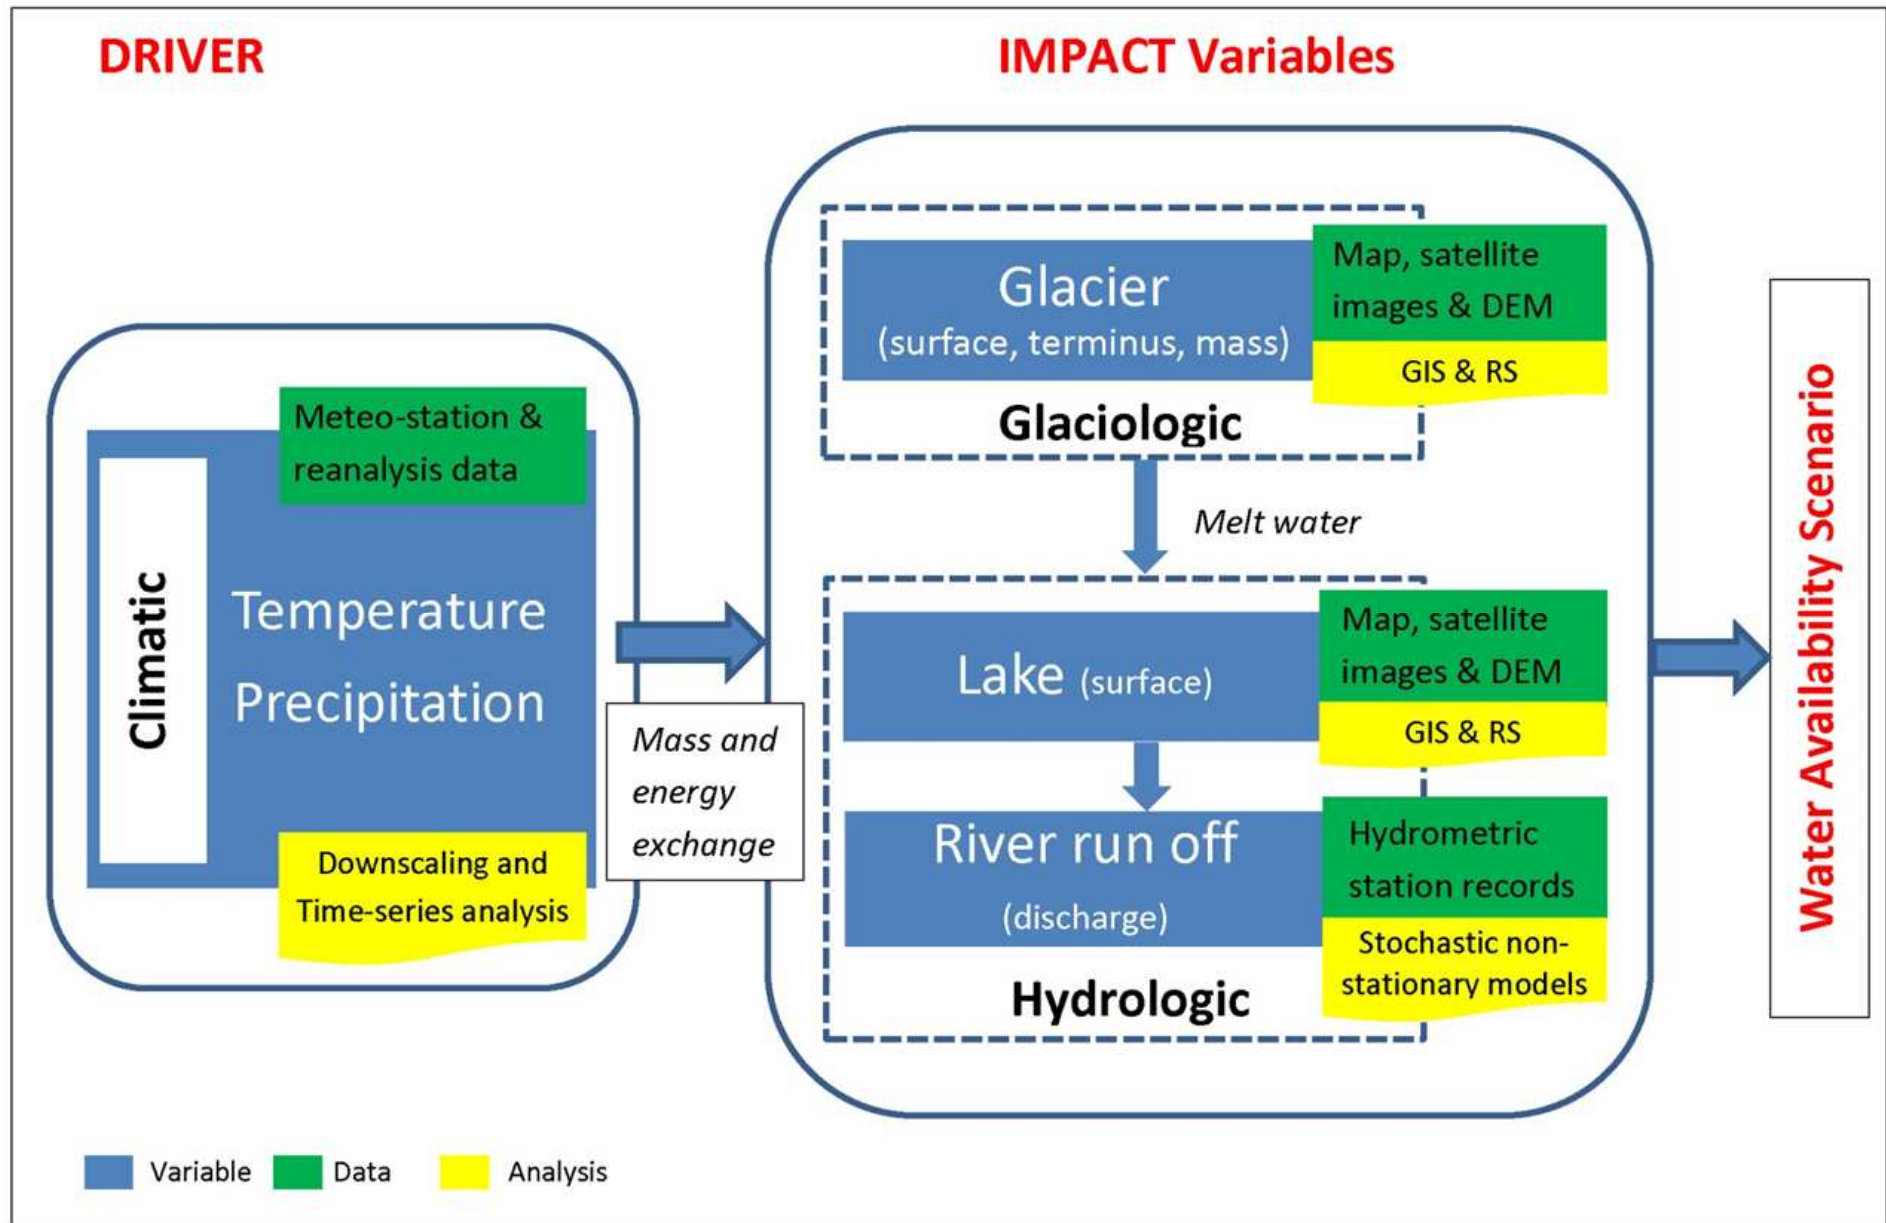 DRIVER
IMPACT Variables
Meteo-station &
reanalysis data
Climatic
Temperature
Precipitation
Downscaling and
Time-series analysis
Mass and
energy
exchange
Glacier
(surface, terminus, mass)
Map, satellite
images & DEM
GIS & RS
Glaciologic
Melt water
Lake (surface)
Map, satellite
images & DEM
GIS & RS
River run off
(discharge)
Hydrometric
station records
Stochastic non-
stationary models
Hydrologic
Water Availability Scenario
Variable
Data
Analysis